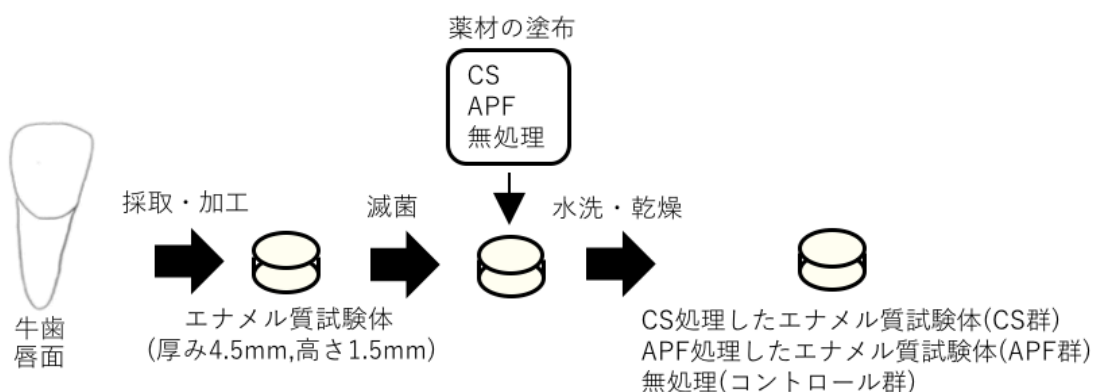 薬材の塗布
CS
APF
無処理
採取・加工
滅菌
水洗・乾燥
牛歯
唇面
エナメル質試験体
(厚み4.5mm,高さ1.5mm)
CS処理したエナメル質試験体(CS群)
APF処理したエナメル質試験体(APF群)
無処理(コントロール群)